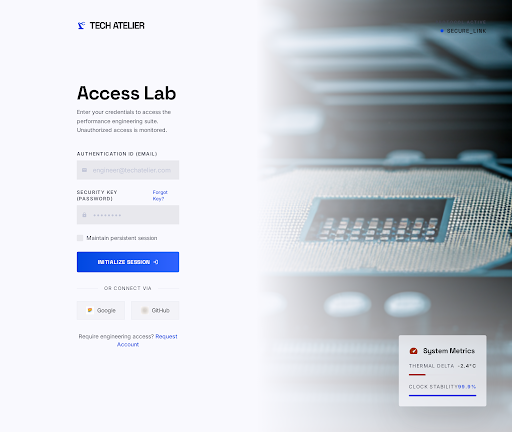 TECH ATELIER
SECURE_LINK
Access Lab
Enter your credentials to access the
performance engineering suite.
Unauthorized access is monitored.
AUTHENTICATION ID (EMAIL)
engineer@techatelier.com
SECURITY KEY
(PASSWORD)
Forgot
Key?
Maintain persistent session
INITIALIZE SESSION
OR CONNECT VIA
Google
GitHub
Require engineering access? Request
Account
System Metrics
THERMAL DELTA -2.4°C
CLOCK STABILITY 99.9%